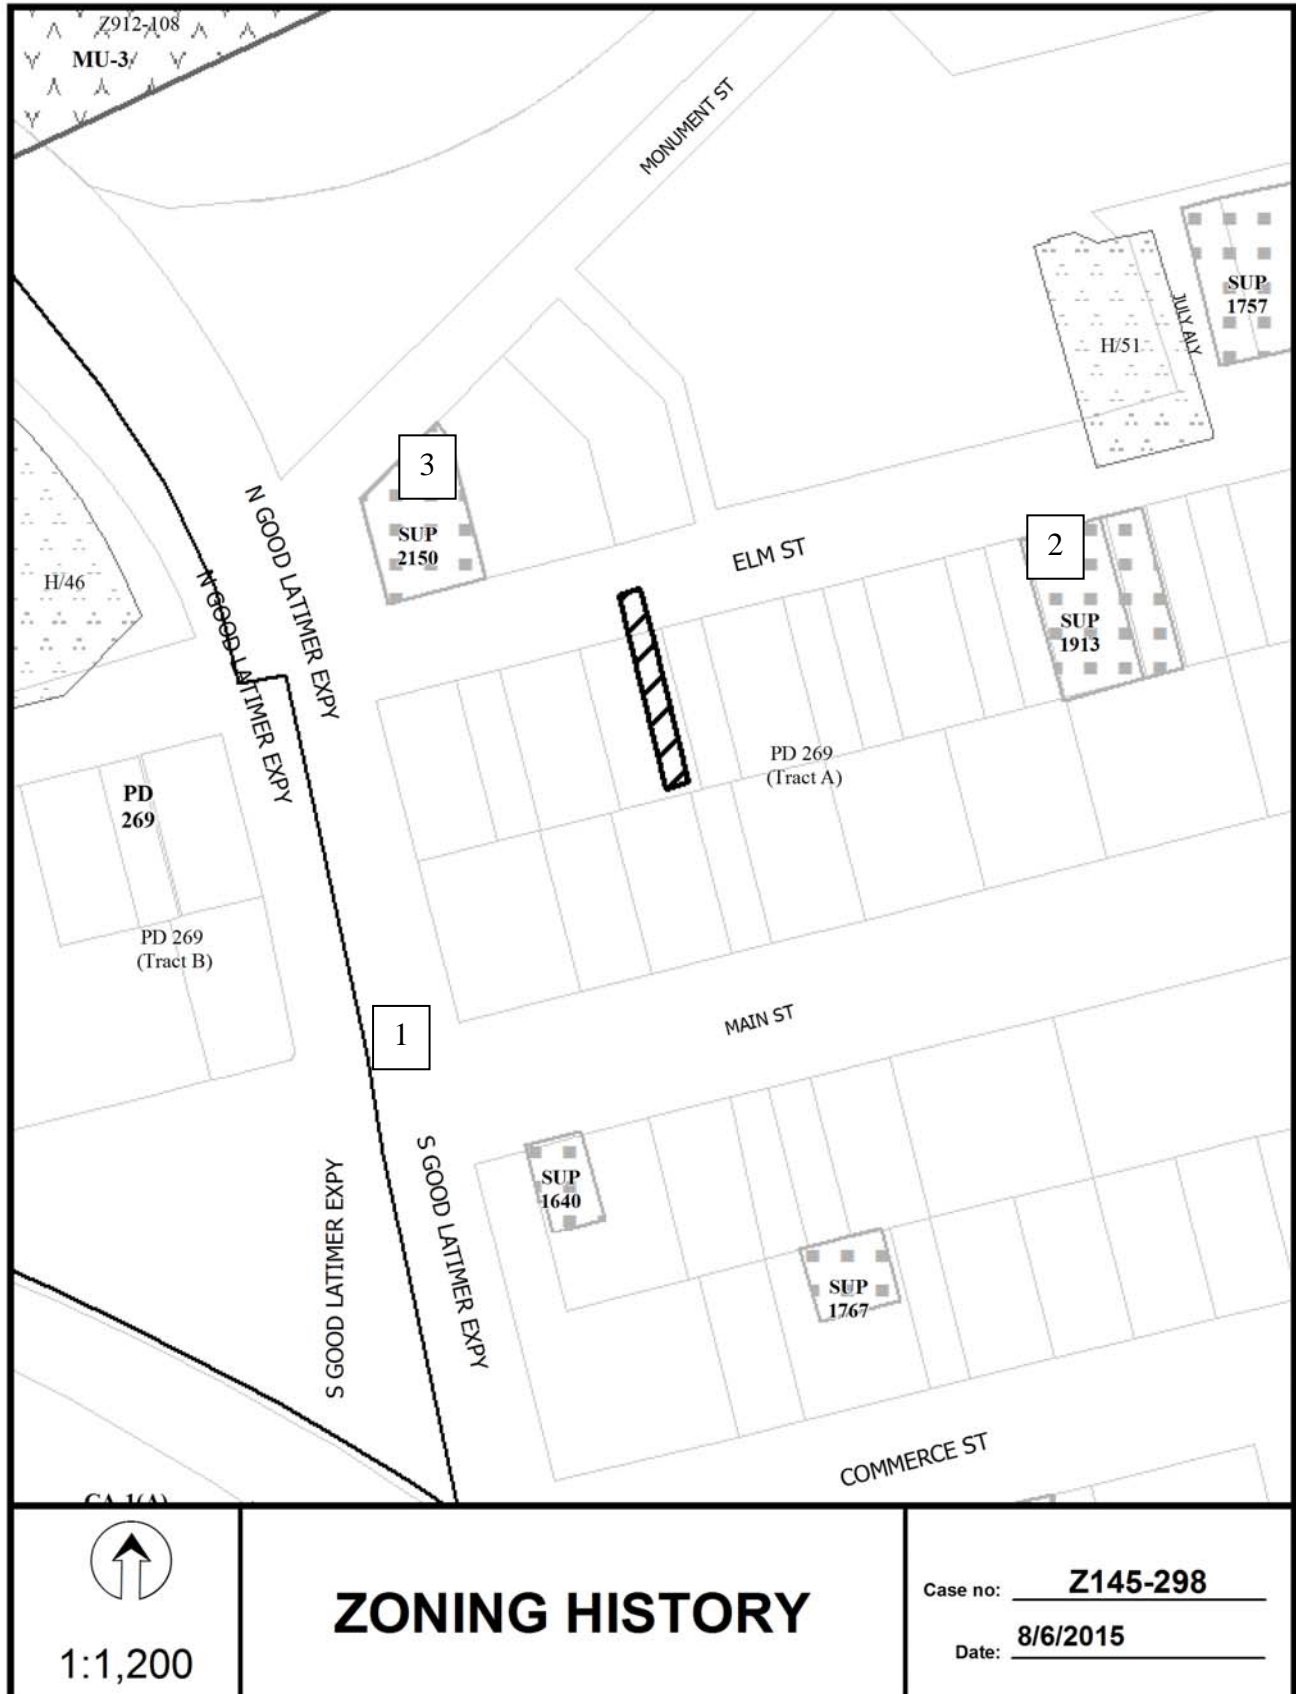 Z912-108
MU-3
MONUMENT ST
SUP
1757
JULY ALY
H/51
3
SUP
2150
N GOOD LATIMER EXPY
ELM ST
2
SUP
1913
H/46
N GOOD LATIMER EXPY
PD 269
(Tract A)
PD
269
PD 269
(Tract B)
1
MAIN ST
S GOOD LATIMER EXPY
S GOOD LATIMER EXPY
SUP
1640
SUP
1767
COMMERCE ST
CA-1(A)
1:1,200
ZONING HISTORY
Case no: Z145-298
Date: 8/6/2015